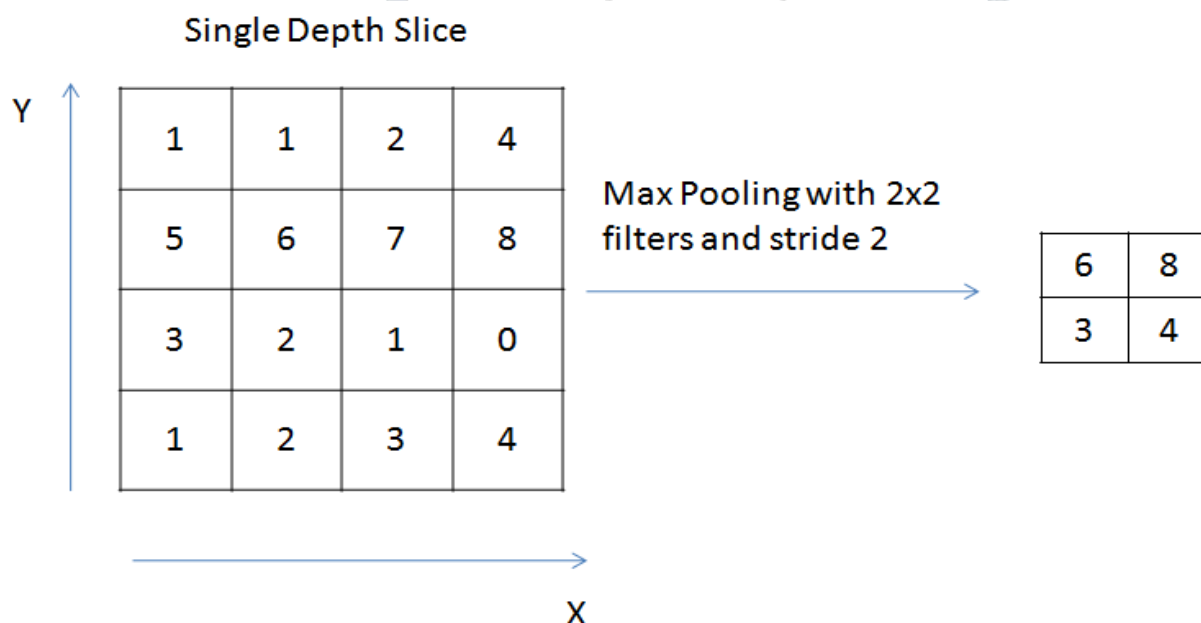 Single Depth Slice
Y
1 1 2 4
Max Pooling with 2x2
filters and stride 2
5 6 7 8
6 8
3 2 1 0
3 4
1 2 3 4
X